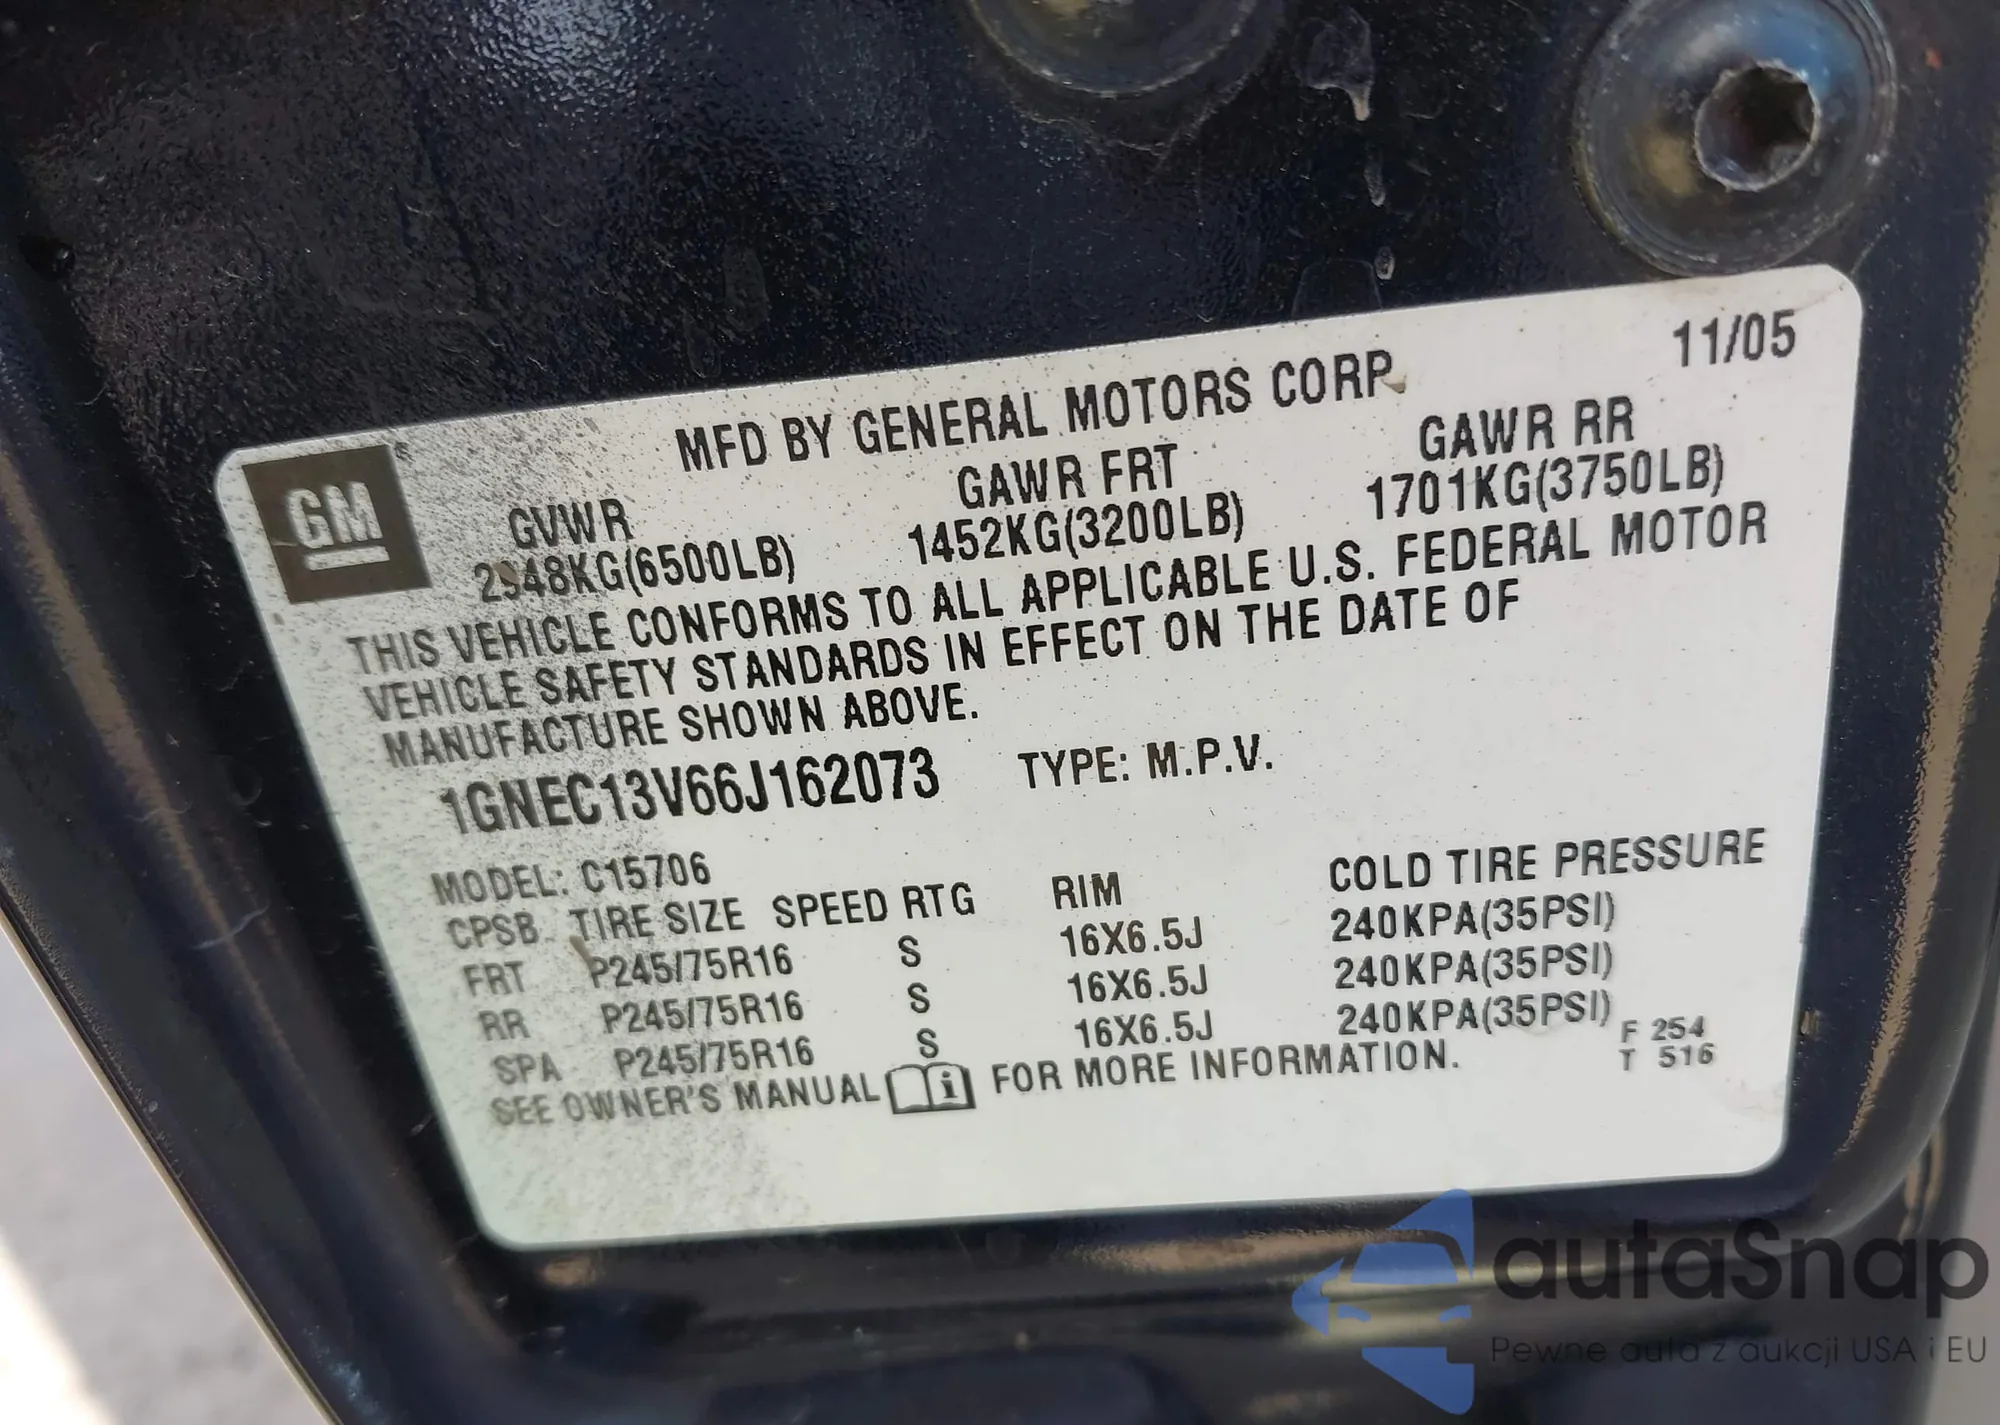 MFD BY GENERAL MOTORS CORP. 11/05
GM
GVWR GAWR FRT GAWR RR
2948KG(6500LB) 1452KG(3200LB) 1701KG(3750LB)
THIS VEHICLE CONFORMS TO ALL APPLICABLE U.S. FEDERAL MOTOR
VEHICLE SAFETY STANDARDS IN EFFECT ON THE DATE OF
MANUFACTURE SHOWN ABOVE.
1GNEC13V66J162073 TYPE: M.P.V.
MODEL: C15706
CPSB TIRE SIZE SPEED RTG RIM COLD TIRE PRESSURE
FRT P245/75R16 S 16X6.5J 240KPA(35PSI)
RR P245/75R16 S 16X6.5J 240KPA(35PSI)
SPA P245/75R16 S 16X6.5J 240KPA(35PSI)
SEE OWNER'S MANUAL i FOR MORE INFORMATION.
F 254
T 516
autaSnap
Pewne auta z aukcji USA i EU